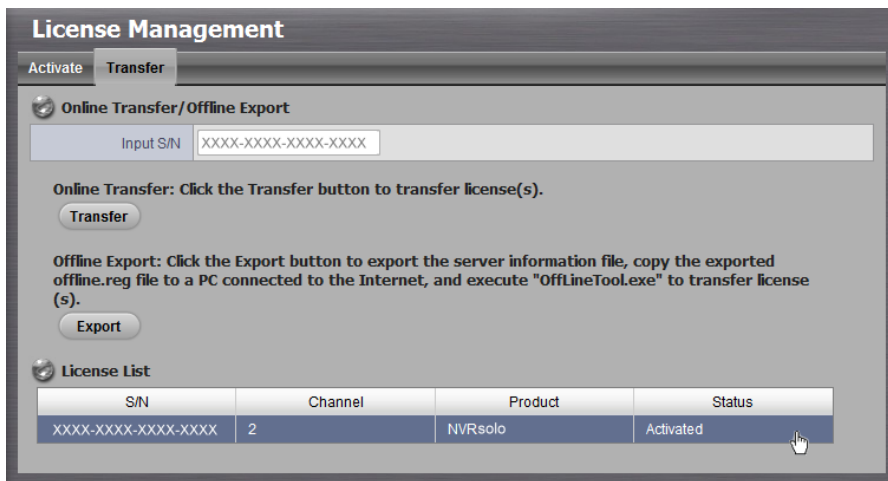 License Management
Activate Transfer
Online Transfer/Offline Export
Input S/N XXXX-XXXX-XXXX-XXXX
Online Transfer: Click the Transfer button to transfer license(s).
Transfer
Offline Export: Click the Export button to export the server information file, copy the exported
offline.reg file to a PC connected to the Internet, and execute "OffLineTool.exe" to transfer license
(s).
Export
License List
S/N Channel Product Status
XXXX-XXXX-XXXX-XXXX 2 NVRsolo Activated